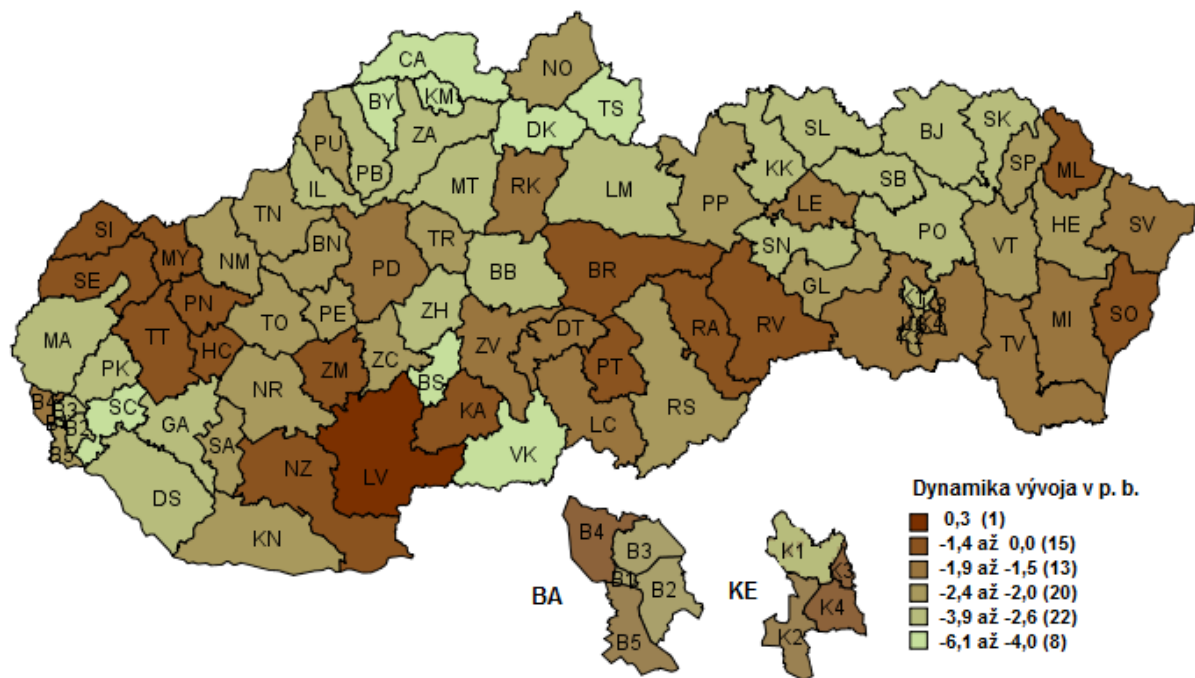 CA
NO
BY
KM
TS
PU
ZA
DK
SL
BJ
SK
PB
KK
SP
IL
MT
RK
LM
PP
SB
ML
LE
TN
SI
MY
BN
TR
SN
PO
HE
SV
NM
PD
BB
BR
VT
SE
GL
PN
TO
PE
ZH
RA
RV
K1
K3
MI
SO
MA
TT
HC
ZM
ZC
ZV
DT
PT
K4
K2
TV
PK
NR
BS
KA
LC
RS
B4
B3
SC
GA
B2
SA
NZ
LV
VK
B5
DS
KN
Dynamika vývoja v p. b.
0,3 (1)
-1,4 až 0,0 (15)
-1,9 až -1,5 (13)
-2,4 až -2,0 (20)
-3,9 až -2,6 (22)
-6,1 až -4,0 (8)
BA
B4
B3
B1
B2
B5
KE
K1
K3
K4
K2